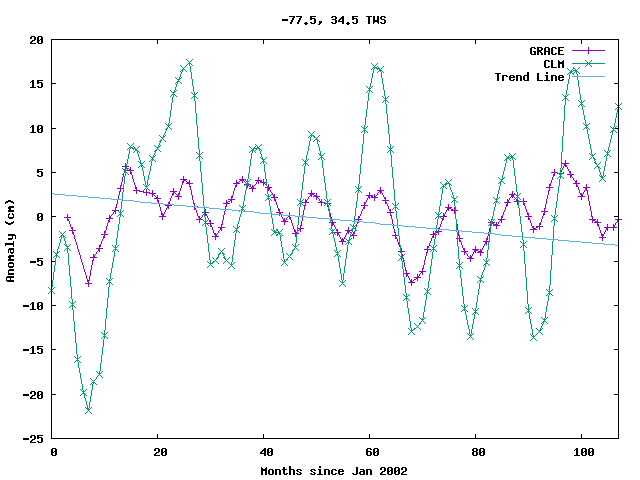 -77.5, 34.5 TWS
GRACE
CLM
Trend Line
20
15
10
5
0
-5
-10
-15
-20
-25
Anomaly (cm)
0 20 40 60 80 100
Months since Jan 2002